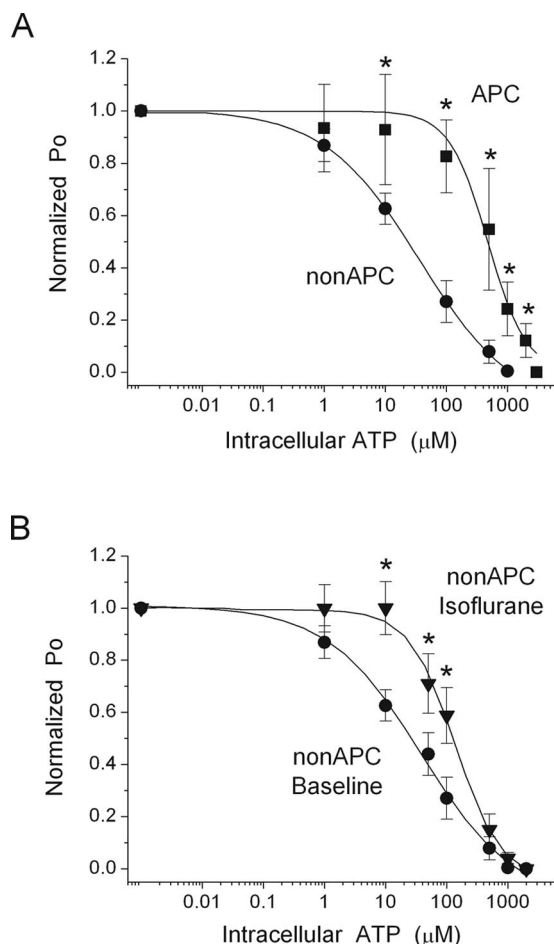 A
1.2
1.0
0.8
0.6
0.4
0.2
0.0
Normalized Po
*
*
*
*
*
APC
nonAPC
0.01 0.1 1 10 100 1000
Intracellular ATP (μM)
B
1.2
1.0
0.8
0.6
0.4
0.2
0.0
Normalized Po
*
*
*
nonAPC
Isoflurane
nonAPC
Baseline
0.01 0.1 1 10 100 1000
Intracellular ATP (μM)